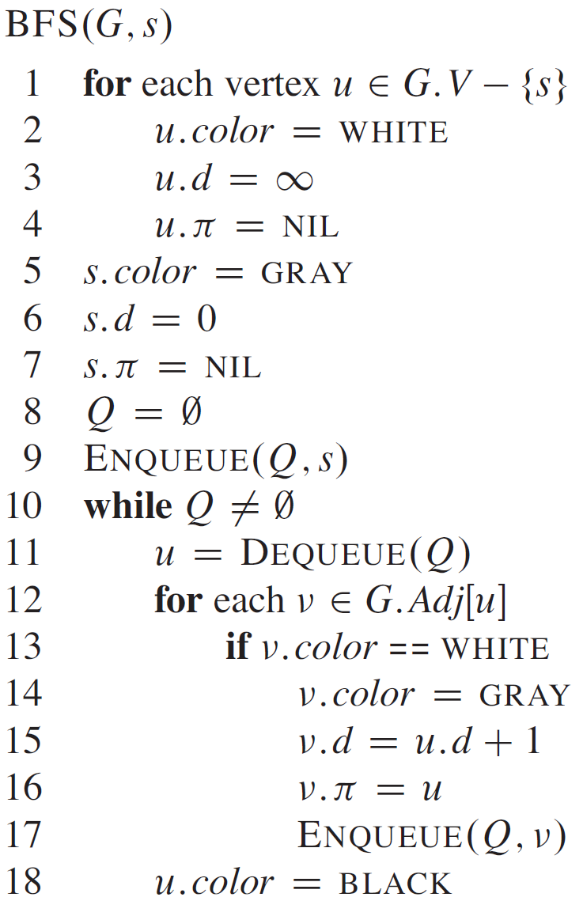 BFS(G, s)
1 for each vertex u ∈ G.V − {s}
2 u.color = WHITE
3 u.d = ∞
4 u.π = NIL
5 s.color = GRAY
6 s.d = 0
7 s.π = NIL
8 Q = ∅
9 ENQUEUE(Q, s)
10 while Q ≠ ∅
11 u = DEQUEUE(Q)
12 for each v ∈ G.Adj[u]
13 if v.color == WHITE
14 v.color = GRAY
15 v.d = u.d + 1
16 v.π = u
17 ENQUEUE(Q, v)
18 u.color = BLACK